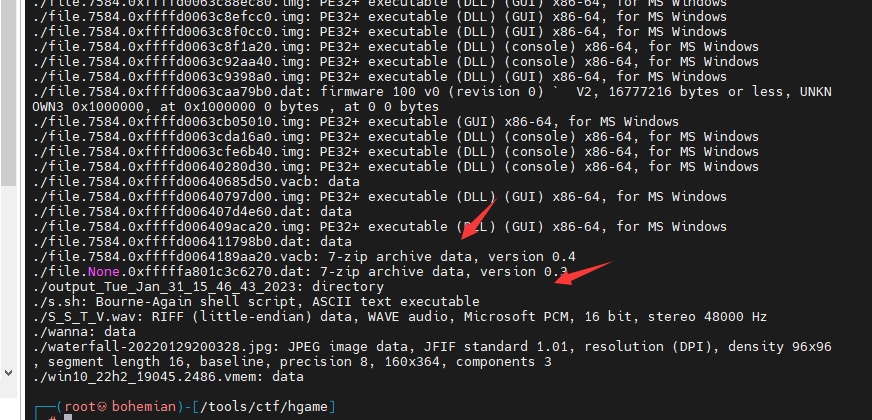 ./file.7584.0xffffd0063c88ec80.img: PE32+ executable (DLL) (GUI) x86-64, for MS Windows
./file.7584.0xffffd0063c8efcc0.img: PE32+ executable (DLL) (GUI) x86-64, for MS Windows
./file.7584.0xffffd0063c8f0cc0.img: PE32+ executable (DLL) (GUI) x86-64, for MS Windows
./file.7584.0xffffd0063c8f1a20.img: PE32+ executable (DLL) (console) x86-64, for MS Windows
./file.7584.0xffffd0063c92aa40.img: PE32+ executable (DLL) (console) x86-64, for MS Windows
./file.7584.0xffffd0063c9398a0.img: PE32+ executable (DLL) (GUI) x86-64, for MS Windows
./file.7584.0xffffd0063caa79b0.dat: firmware 100 v0 (revision 0) `  V2, 16777216 bytes or less, UNKN
OWN3 0x1000000, at 0x1000000 0 bytes , at 0 0 bytes
./file.7584.0xffffd0063cb05010.img: PE32+ executable (GUI) x86-64, for MS Windows
./file.7584.0xffffd0063cda16a0.img: PE32+ executable (DLL) (console) x86-64, for MS Windows
./file.7584.0xffffd0063cfe6b40.img: PE32+ executable (DLL) (console) x86-64, for MS Windows
./file.7584.0xffffd00640280d30.img: PE32+ executable (DLL) (console) x86-64, for MS Windows
./file.7584.0xffffd00640685d50.vacb: data
./file.7584.0xffffd00640797d00.img: PE32+ executable (DLL) (GUI) x86-64, for MS Windows
./file.7584.0xffffd006407d4e60.dat: data
./file.7584.0xffffd006409aca20.img: PE32+ executable (DLL) (GUI) x86-64, for MS Windows
./file.7584.0xffffd006411798b0.dat: data
./file.7584.0xffffd0064189aa20.vacb: 7-zip archive data, version 0.4
./file.None.0xfffffa801c3c6270.dat: 7-zip archive data, version 0.3
./output_Tue_Jan_31_15_46_43_2023: directory
./s.sh: Bourne-Again shell script, ASCII text executable
./S_S_T_V.wav: RIFF (little-endian) data, WAVE audio, Microsoft PCM, 16 bit, stereo 48000 Hz
./wanna: data
./waterfall-20220129200328.jpg: JPEG image data, JFIF standard 1.01, resolution (DPI), density 96x96
, segment length 16, baseline, precision 8, 160x364, components 3
./win10_22h2_19045.2486.vmem: data
(root💀bohemian)-[/tools/ctf/hgame]
#